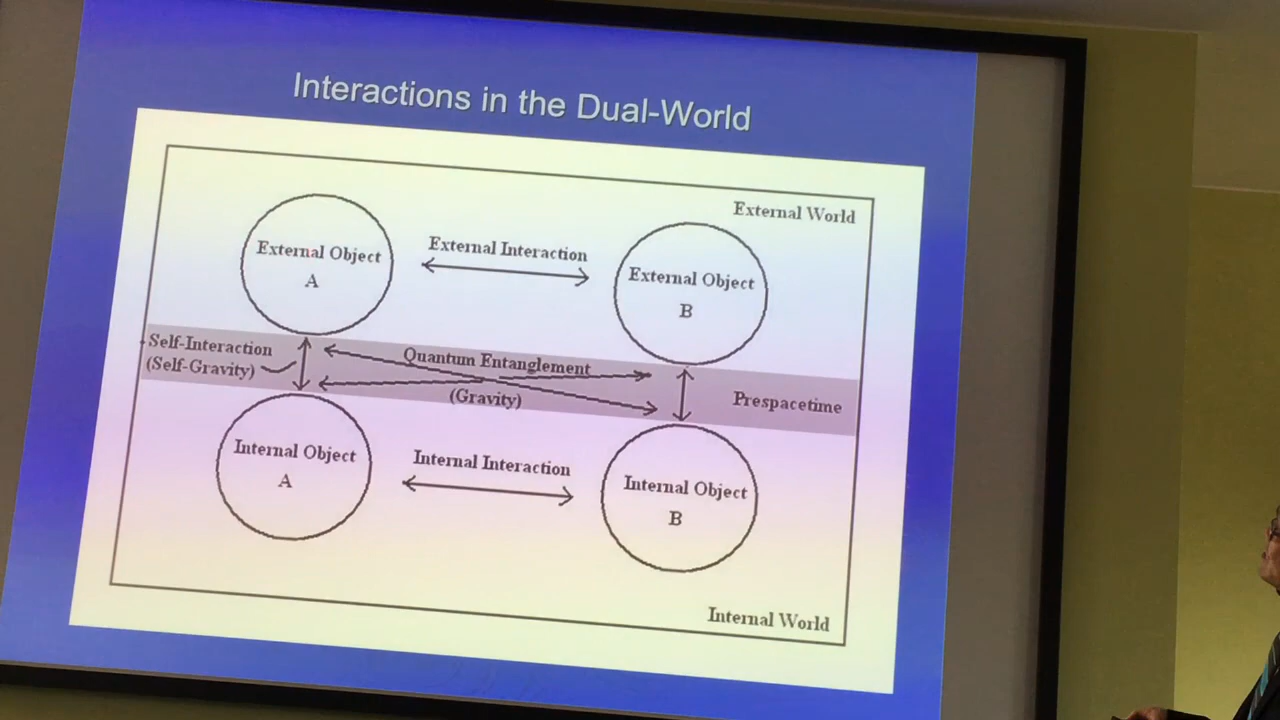 Interactions in the Dual-World
External World
External Object
A
External Interaction
External Object
B
Self-Interaction
(Self-Gravity)
Quantum Entanglement
(Gravity)
Prespacetime
Internal Object
A
Internal Interaction
Internal Object
B
Internal World